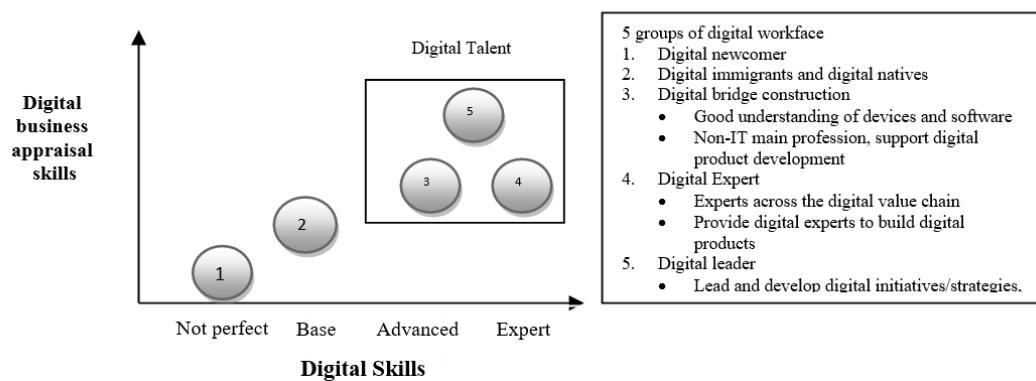 Digital Talent
Digital
business
appraisal
skills
5
3
4
2
1
Not perfect
Base
Advanced
Expert
Digital Skills
5 groups of digital workface
1. Digital newcomer
2. Digital immigrants and digital natives
3. Digital bridge construction
• Good understanding of devices and software
• Non-IT main profession, support digital
product development
4. Digital Expert
• Experts across the digital value chain
• Provide digital experts to build digital
products
5. Digital leader
• Lead and develop digital initiatives/strategies.